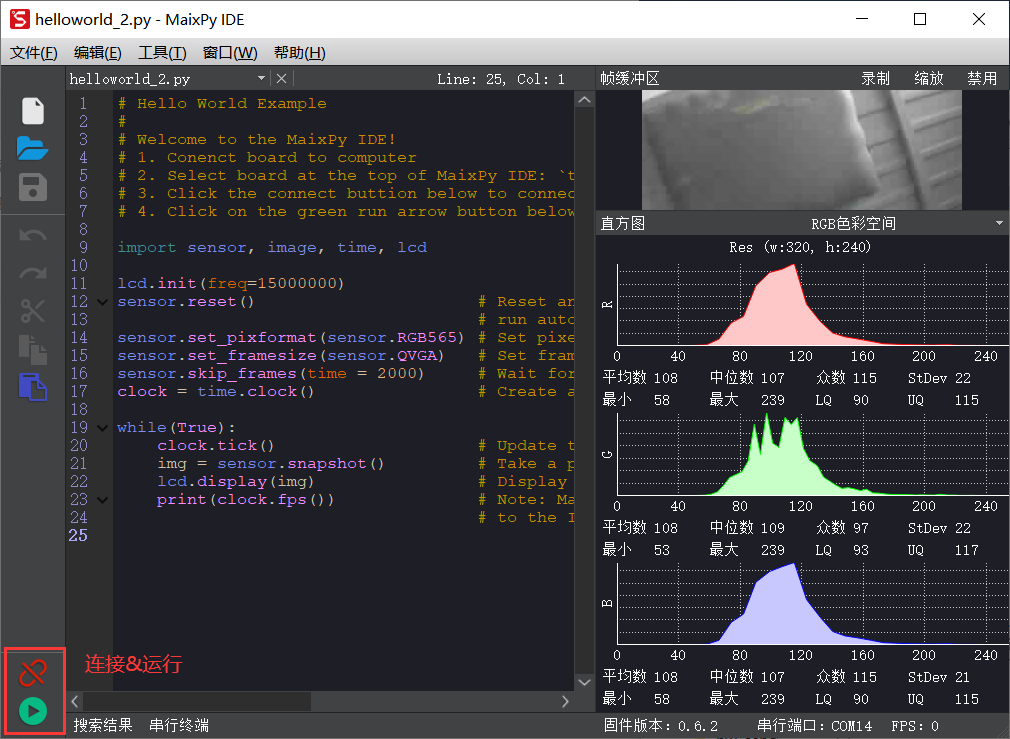 helloworld_2.py - MaixPy IDE
文件(F) 编辑(E) 工具(T) 窗口(W) 帮助(H)
helloworld_2.py Line: 25, Col: 1
1 # Hello World Example
2 #
3 # Welcome to the MaixPy IDE!
4 # 1. Conenct board to computer
5 # 2. Select board at the top of MaixPy IDE: `t
6 # 3. Click the connect buttion below to connec
7 # 4. Click on the green run arrow button below
8
9 import sensor, image, time, lcd
10
11 lcd.init(freq=15000000)
12 sensor.reset() # Reset an
13 # run auto
14 sensor.set_pixformat(sensor.RGB565) # Set pixe
15 sensor.set_framesize(sensor.QVGA) # Set fram
16 sensor.skip_frames(time = 2000) # Wait for
17 clock = time.clock() # Create a
18
19 while(True):
20 clock.tick() # Update t
21 img = sensor.snapshot() # Take a p
22 lcd.display(img) # Display
23 print(clock.fps()) # Note: Ma
24 # to the I
25
连接&运行
搜索结果 串行终端
帧缓冲区 录制 缩放 禁用
直方图 RGB色彩空间
Res (w:320, h:240)
R
0 40 80 120 160 200 240
平均数 108 中位数 107 众数 115 StDev 22
最小 58 最大 239 LQ 90 UQ 115
G
0 40 80 120 160 200 240
平均数 108 中位数 109 众数 97 StDev 22
最小 53 最大 239 LQ 93 UQ 117
B
0 40 80 120 160 200 240
平均数 108 中位数 107 众数 115 StDev 21
最小 58 最大 239 LQ 90 UQ 115
固件版本：0.6.2 串行端口：COM14 FPS：0